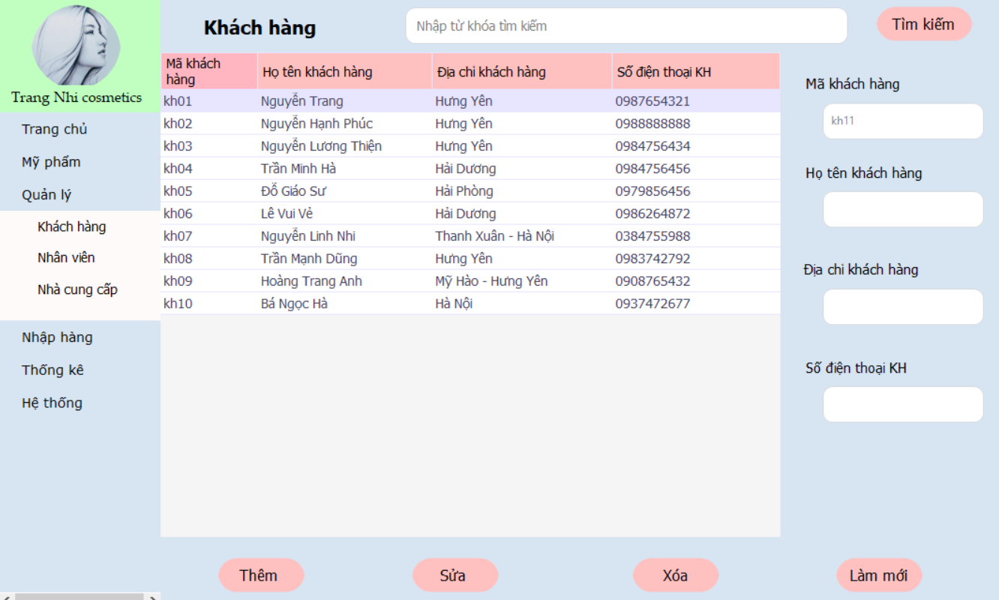 Trang Nhi cosmetics
Trang chủ
Mỹ phẩm
Quản lý
Khách hàng
Nhân viên
Nhà cung cấp
Nhập hàng
Thống kê
Hệ thống
Khách hàng
Nhập từ khóa tìm kiếm
Tìm kiếm
Mã khách hàng Họ tên khách hàng Địa chỉ khách hàng Số điện thoại KH
kh01 Nguyễn Trang Hưng Yên 0987654321
kh02 Nguyễn Hạnh Phúc Hưng Yên 0988888888
kh03 Nguyễn Lương Thiện Hưng Yên 0984756434
kh04 Trần Minh Hà Hải Dương 0984756456
kh05 Đỗ Giáo Sư Hải Phòng 0979856456
kh06 Lê Vui Vẻ Hải Dương 0986264872
kh07 Nguyễn Linh Nhi Thanh Xuân - Hà Nội 0384755988
kh08 Trần Mạnh Dũng Hưng Yên 0983742792
kh09 Hoàng Trang Anh Mỹ Hào - Hưng Yên 0908765432
kh10 Bá Ngọc Hà Hà Nội 0937472677
Mã khách hàng
kh11
Họ tên khách hàng
Địa chỉ khách hàng
Số điện thoại KH
Thêm
Sửa
Xóa
Làm mới